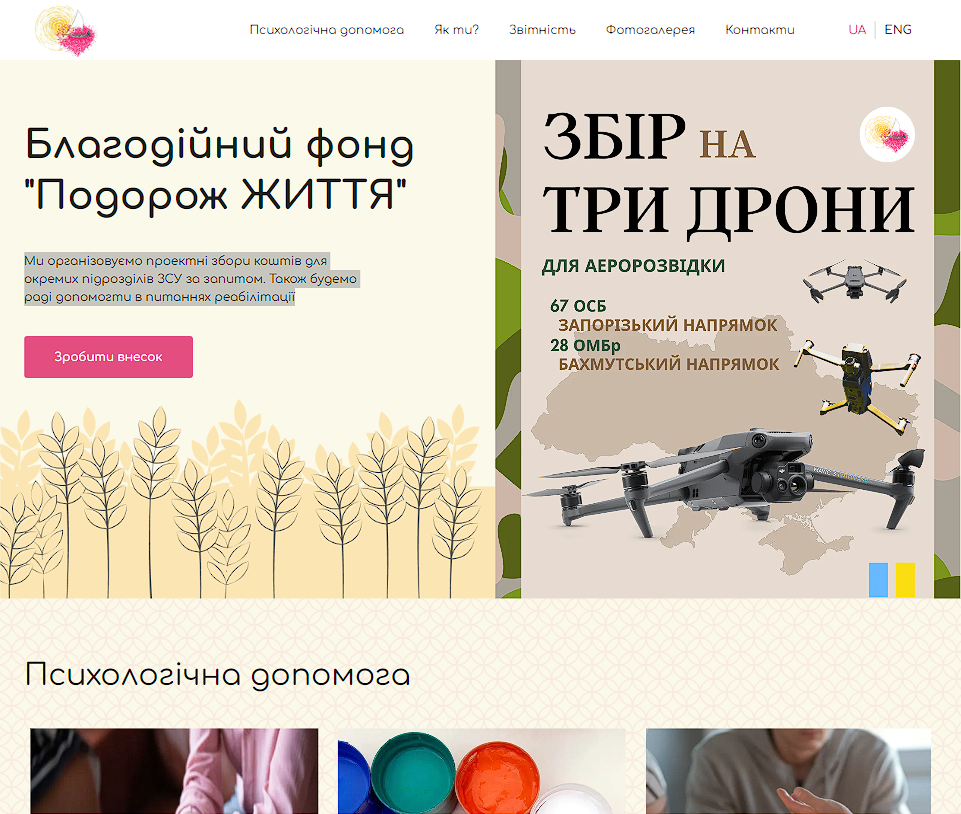 Психологічна допомога Як ти? Звітність Фотогалерея Контакти UA ENG
Благодійний фонд
"Подорож ЖИТТЯ"
Ми організовуємо проектні збори коштів для
окремих підрозділів ЗСУ за запитом. Також будемо
раді допомогти в питаннях реабілітації
Зробити внесок
ЗБІР НА
ТРИ ДРОНИ
ДЛЯ АЕРОРОЗВІДКИ
67 ОСБ
ЗАПОРІЗЬКИЙ НАПРЯМОК
28 ОМБр
БАХМУТСЬКИЙ НАПРЯМОК
Психологічна допомога